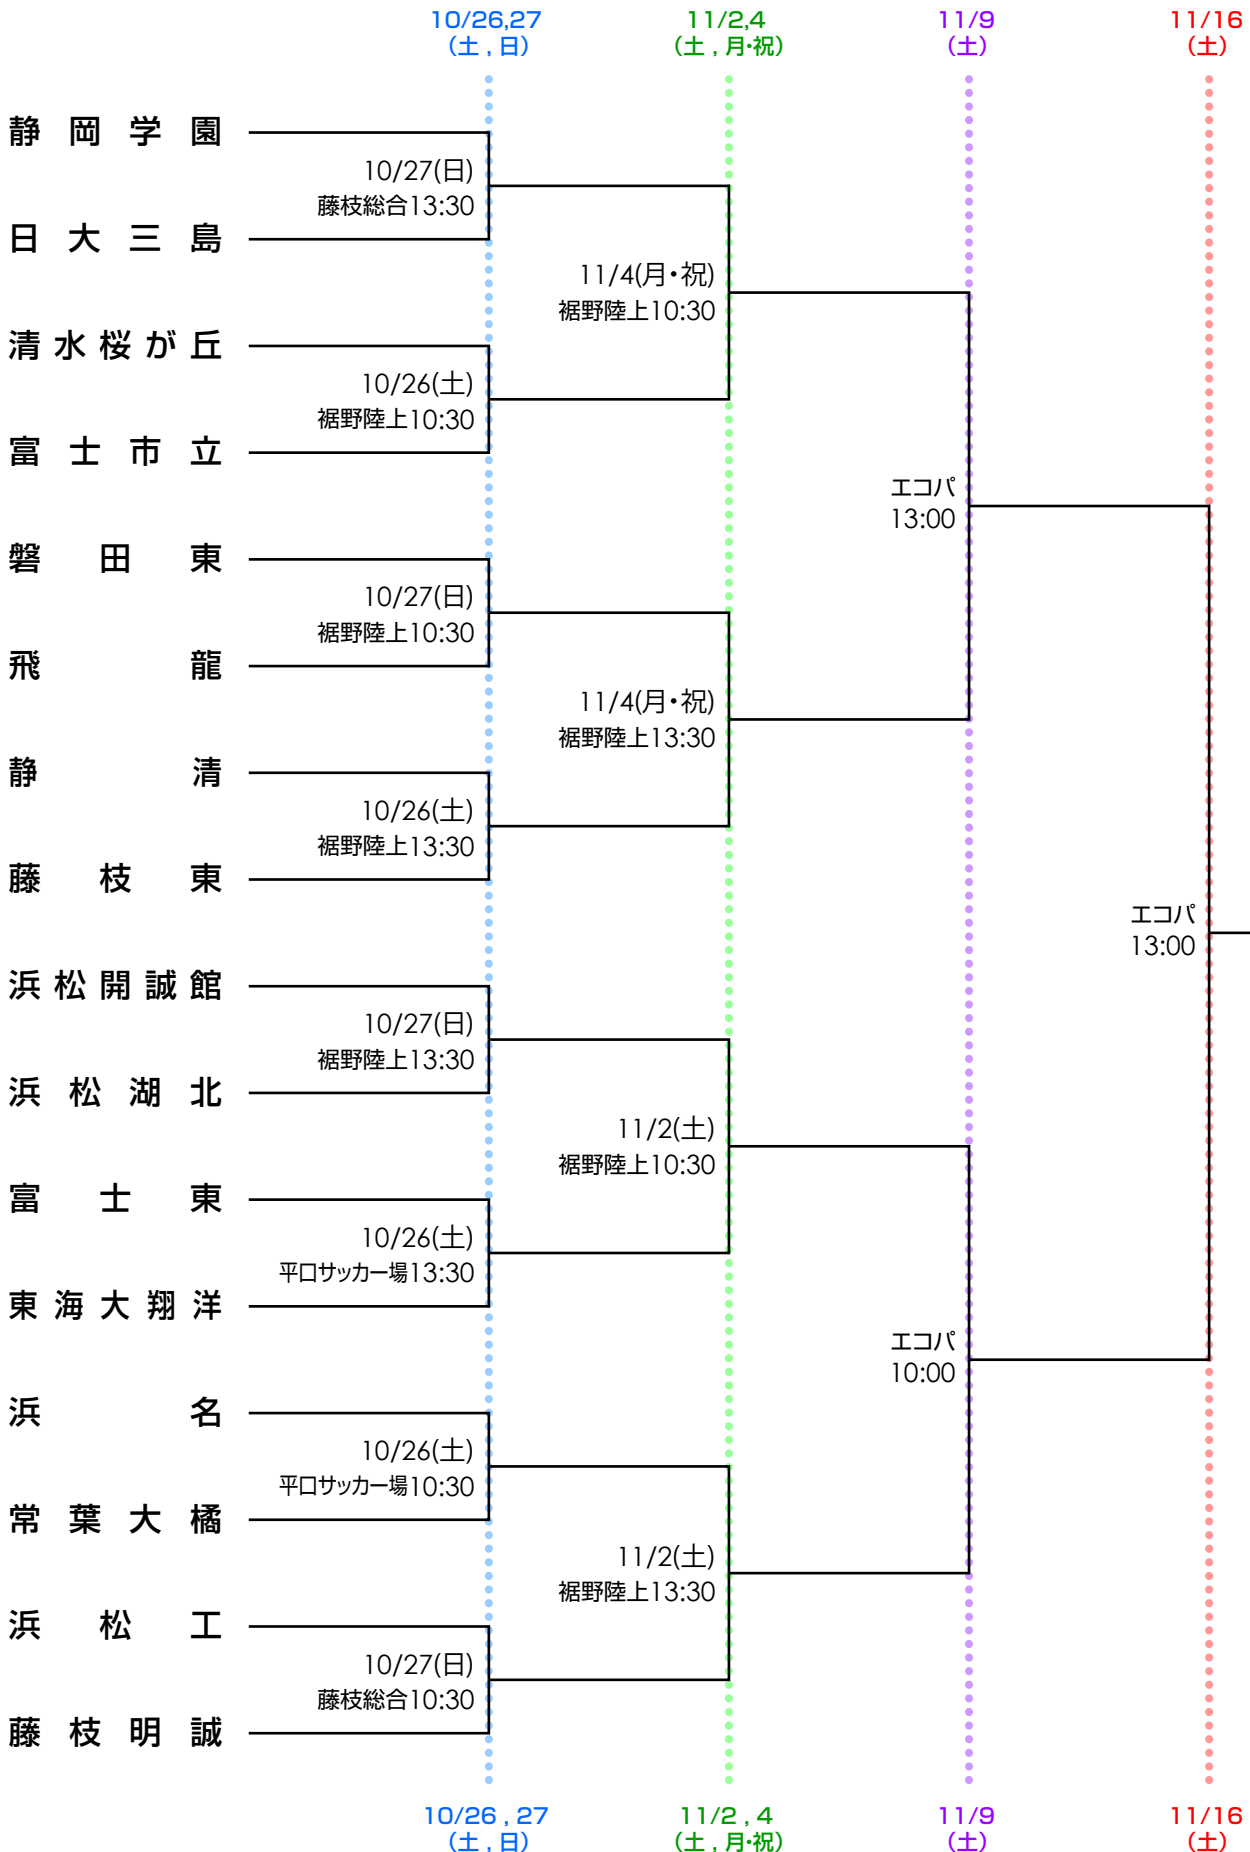 10/26,27 11/2,4 11/9 11/16
(土 , 日) (土 , 月・祝) (土) (土)
静岡学園
10/27(日)
藤枝総合13:30
日大三島
11/4(月・祝)
裾野陸上10:30
清水桜が丘
10/26(土)
裾野陸上10:30
富士市立
エコパ
13:00
磐田東
10/27(日)
裾野陸上10:30
飛龍
11/4(月・祝)
裾野陸上13:30
静清
10/26(土)
裾野陸上13:30
藤枝東
エコパ
13:00
浜松開誠館
10/27(日)
裾野陸上13:30
浜松湖北
11/2(土)
裾野陸上10:30
富士東
10/26(土)
平口サッカー場13:30
東海大翔洋
エコパ
10:00
浜名
10/26(土)
平口サッカー場10:30
常葉大橘
11/2(土)
裾野陸上13:30
浜松工
10/27(日)
藤枝総合10:30
藤枝明誠
10/26 , 27 11/2 , 4 11/9 11/16
(土 , 日) (土 , 月・祝) (土) (土)